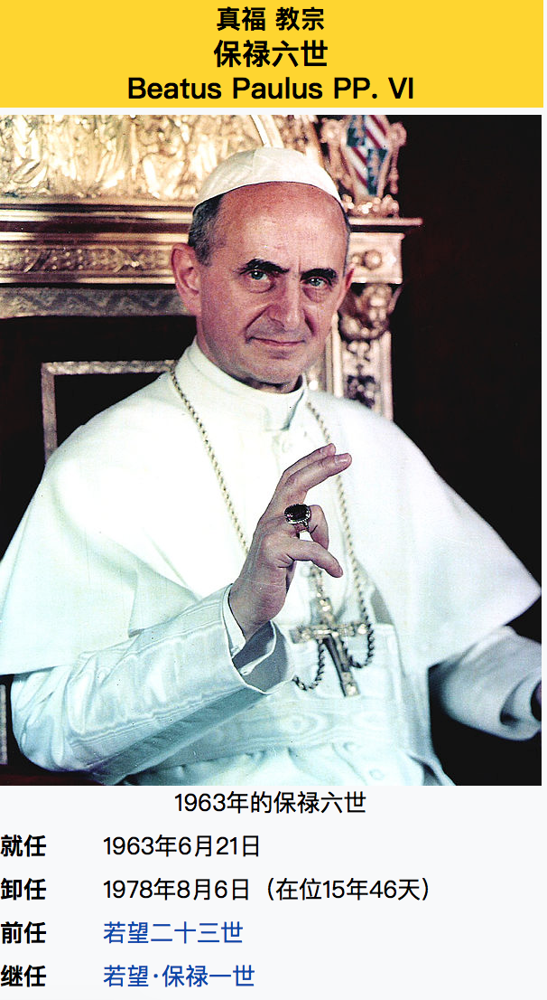 真福 教宗
保禄六世
Beatus Paulus PP. VI
1963年的保禄六世
就任 1963年6月21日
卸任 1978年8月6日（在位15年46天）
前任 若望二十三世
继任 若望·保禄一世